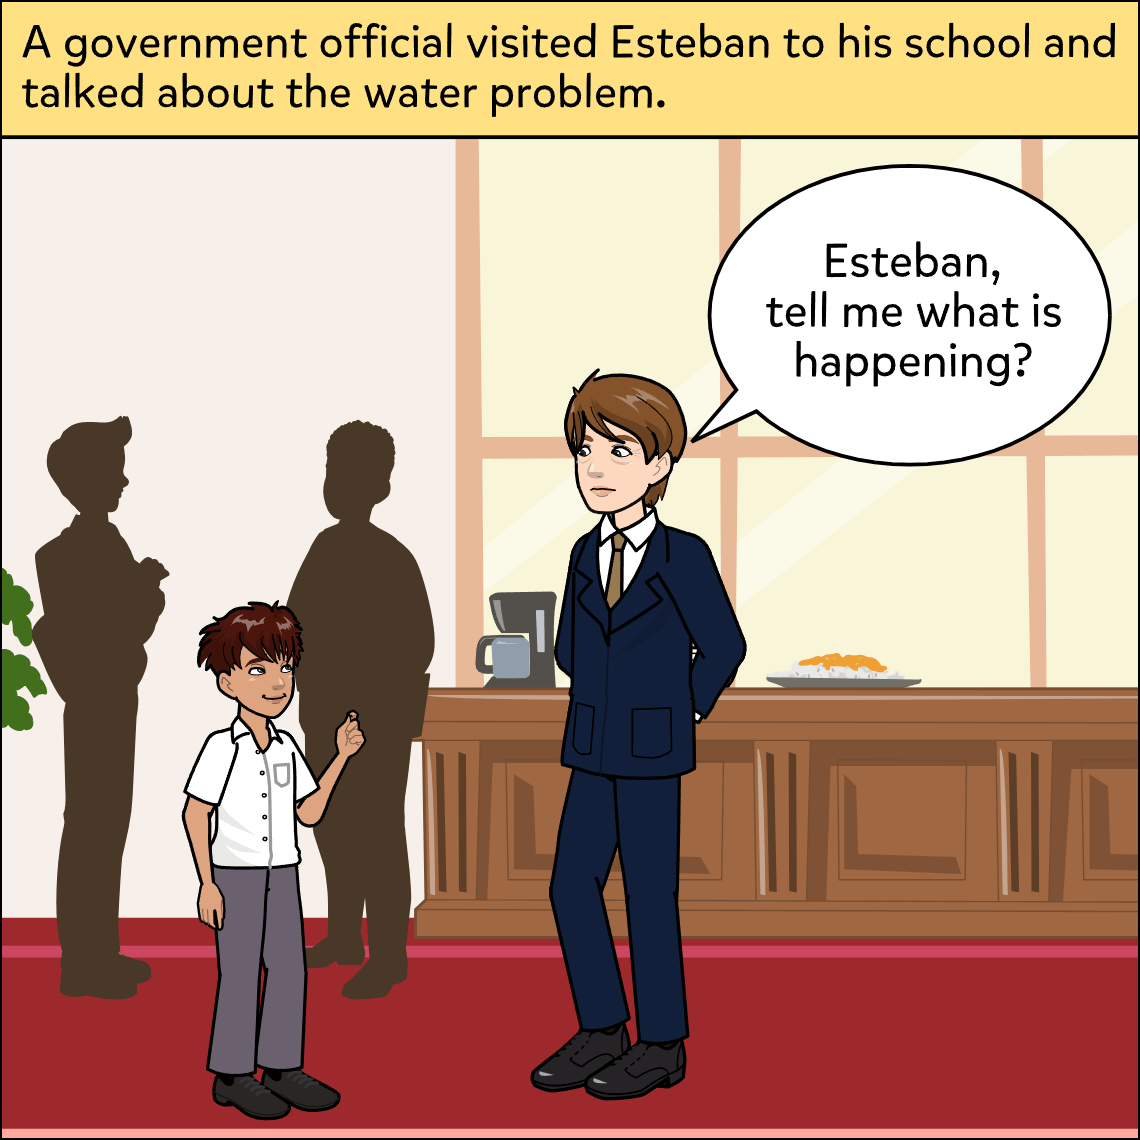 A government official visited Esteban to his school and
talked about the water problem.
Esteban,
tell me what is
happening?